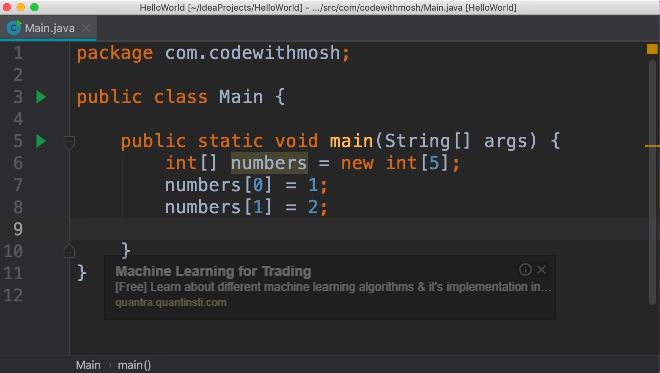 HelloWorld [~/IdeaProjects/HelloWorld] - .../src/com/codewithmosh/Main.java [HelloWorld]
Main.java
1 package com.codewithmosh;
2
3 public class Main {
4
5 public static void main(String[] args) {
6 int[] numbers = new int[5];
7 numbers[0] = 1;
8 numbers[1] = 2;
9
10 }
11 }
12
Machine Learning for Trading
[Free] Learn about different machine learning algorithms & it's implementation in...
quantra.quantinsti.com
Main › main()